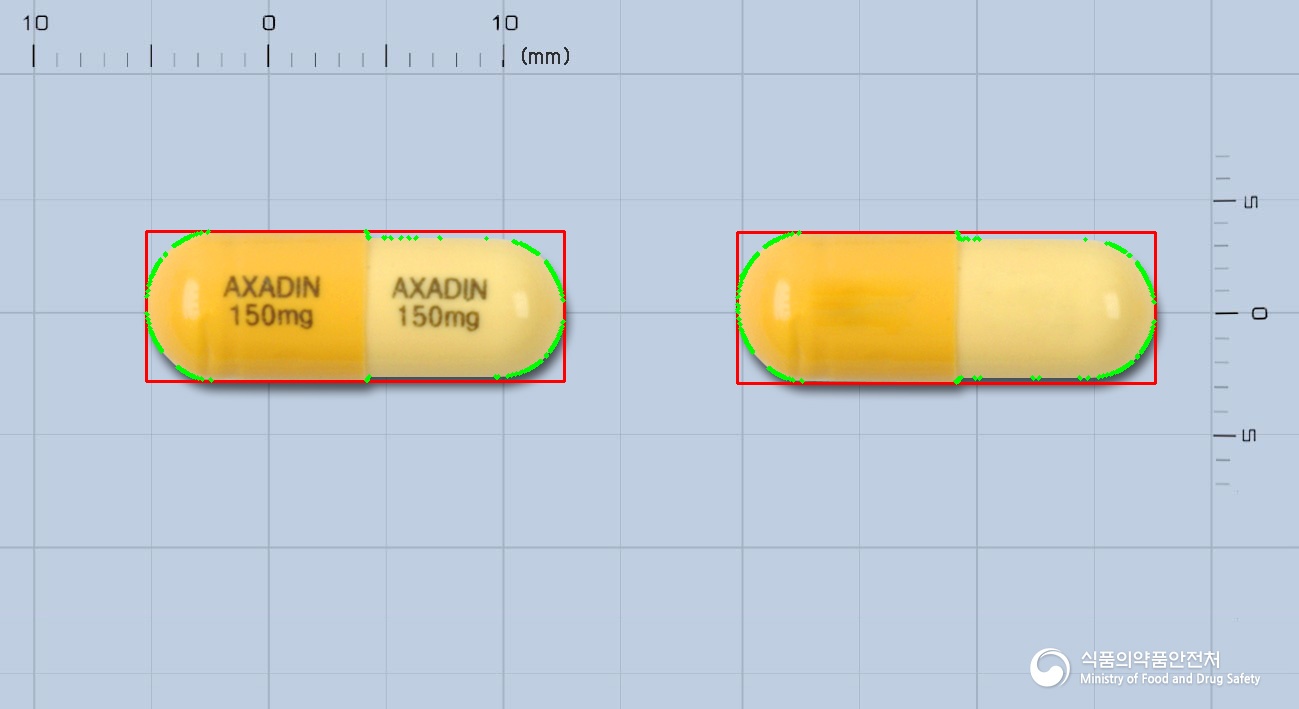 10 0 10
(mm)
AXADIN
150mg
AXADIN
150mg
5
0
5
식품의약품안전처
Ministry of Food and Drug Safety